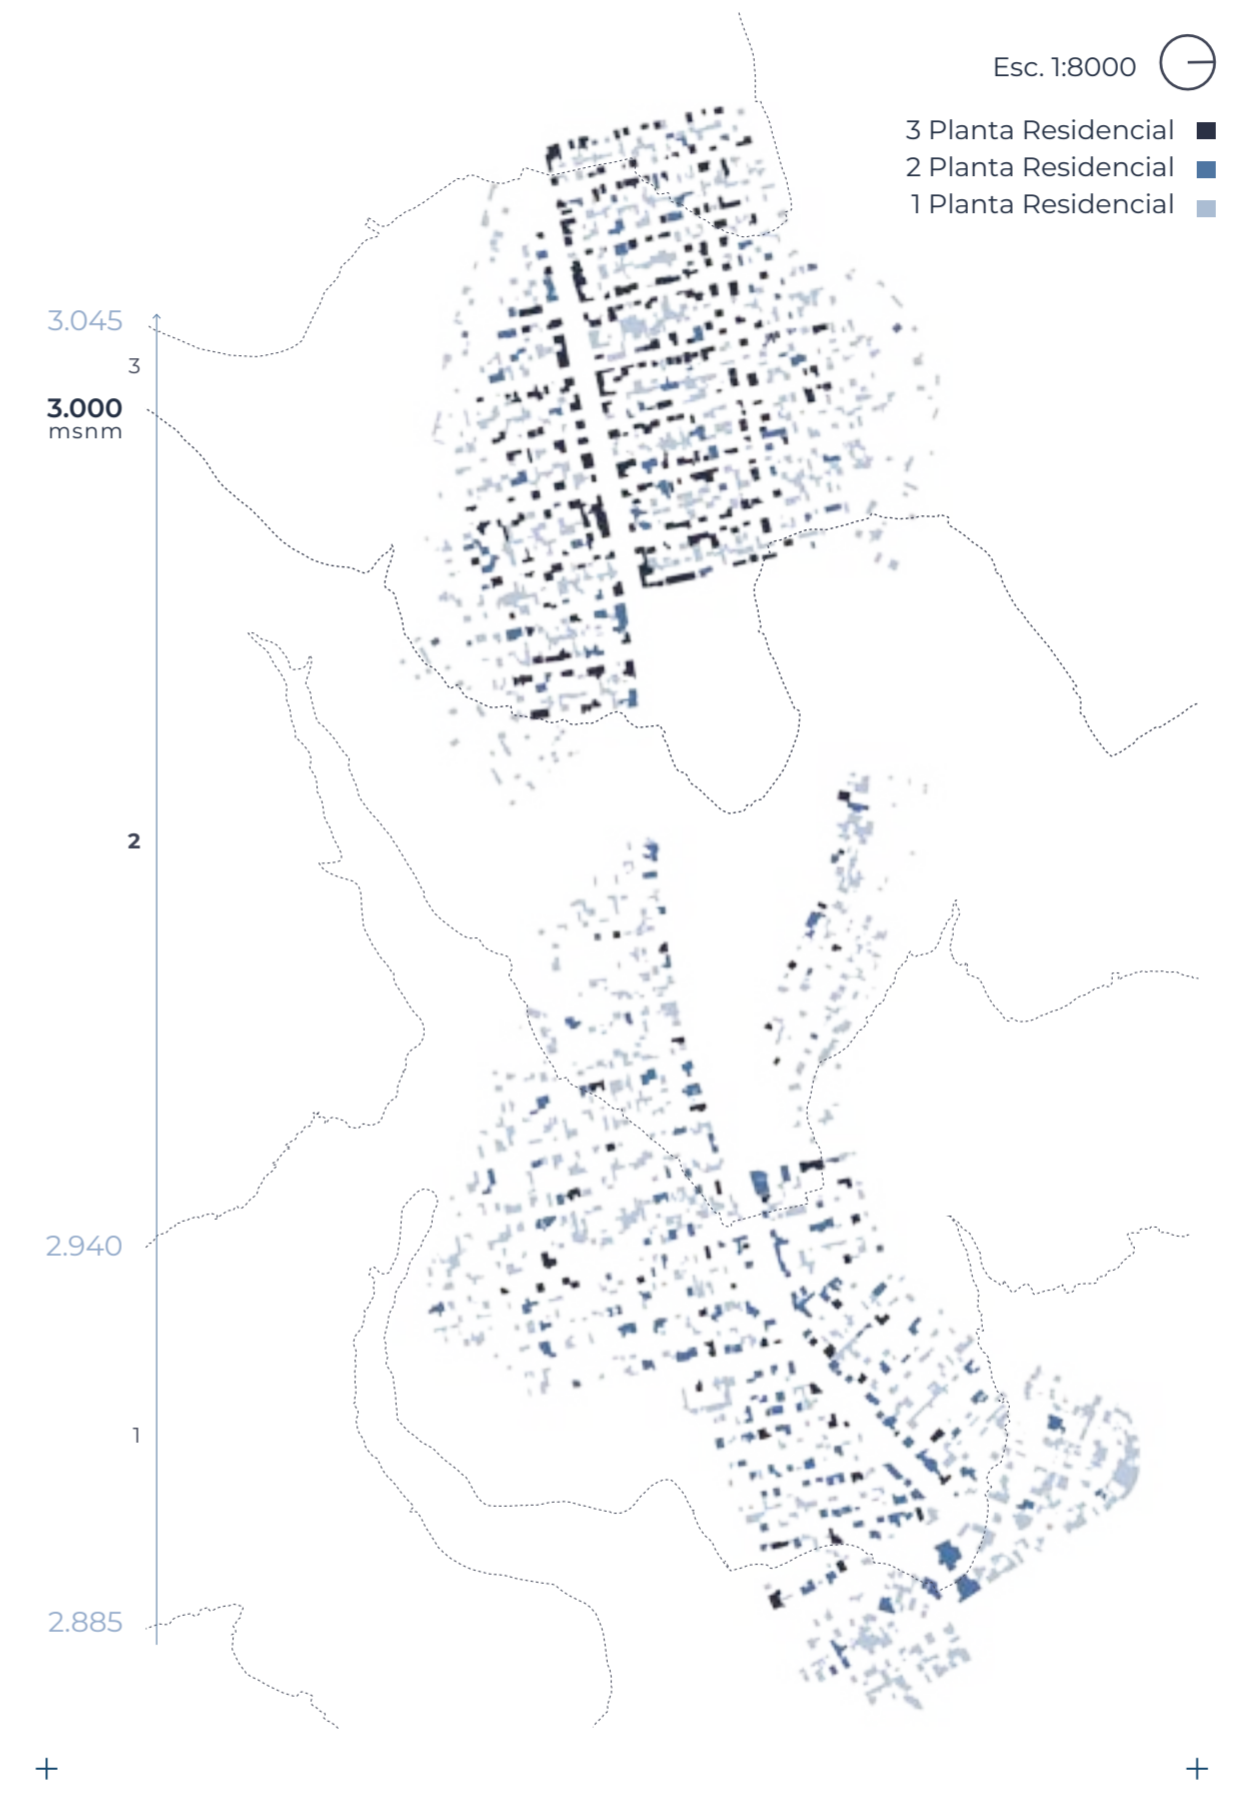 Esc. 1:8000
3 Planta Residencial
2 Planta Residencial
1 Planta Residencial
3.045
3
3.000
msnm
2
2.940
1
2.885